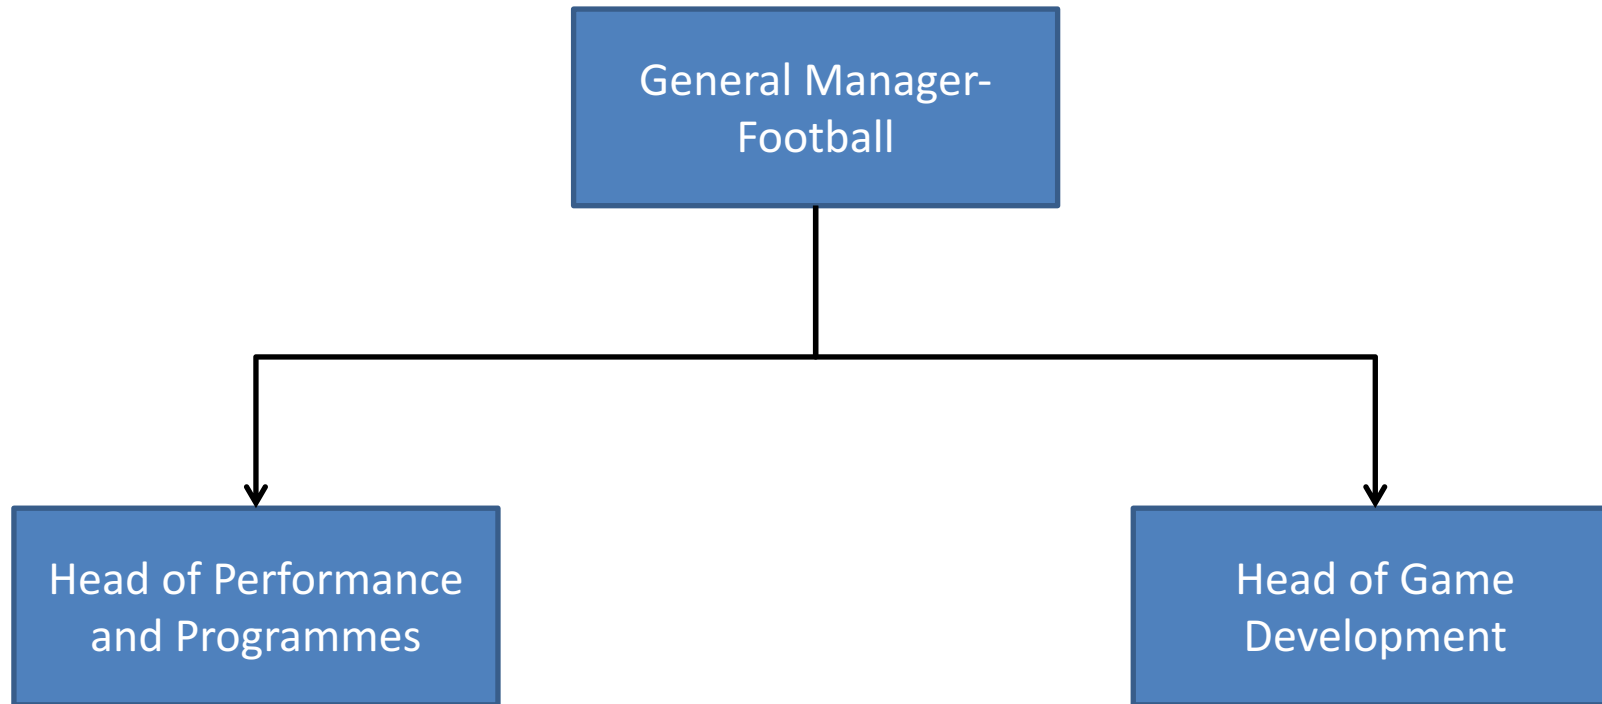 General Manager-
Football
Head of Performance
and Programmes
Head of Game
Development